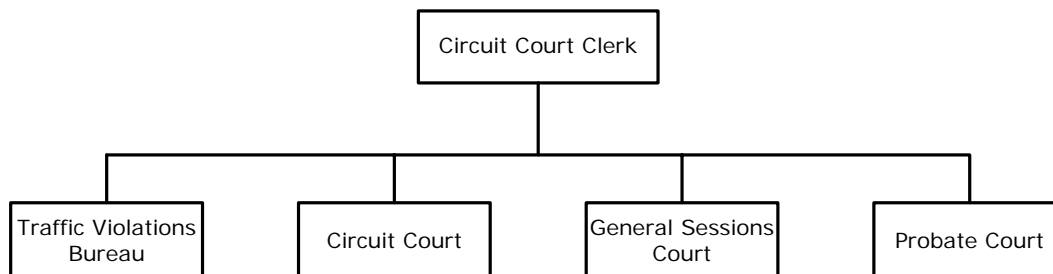 Circuit Court Clerk
Traffic Violations
Bureau
Circuit Court
General Sessions
Court
Probate Court